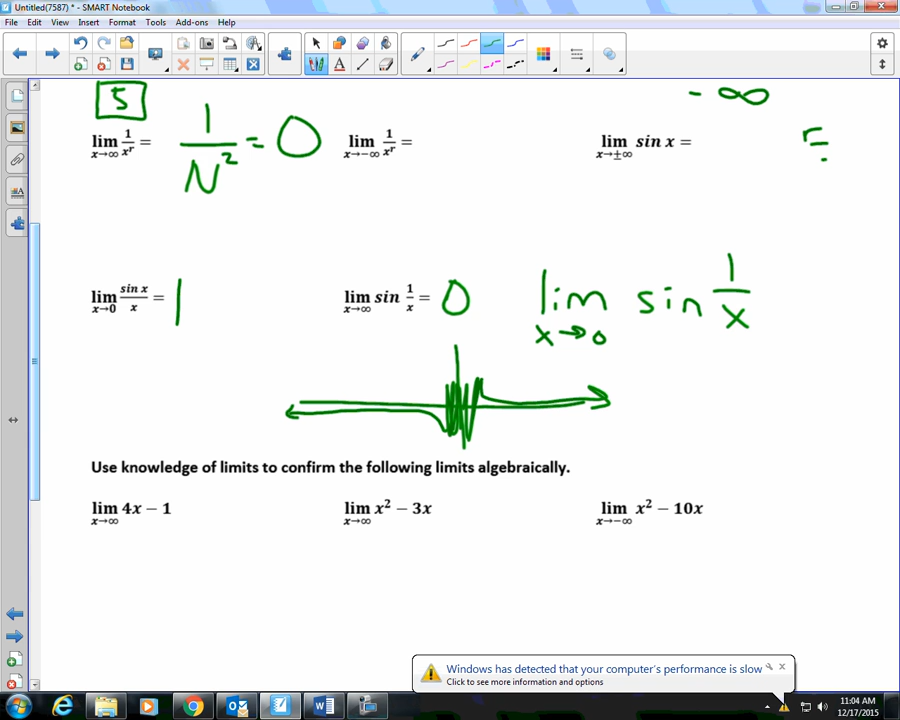 Untitled(7587) * - SMART Notebook
File Edit View Insert Format Tools Add-ons Help
5
- ∞
lim x→∞ 1/x^r = 1/N² = 0
lim x→-∞ 1/x^r =
lim x→±∞ sin x =
lim x→0 sin x/x = 1
lim x→∞ sin 1/x = 0
lim x→0 sin 1/x
Use knowledge of limits to confirm the following limits algebraically.
lim x→∞ 4x − 1
lim x→∞ x² − 3x
lim x→-∞ x² − 10x
Windows has detected that your computer's performance is slow
Click to see more information and options
11:04 AM
12/17/2015